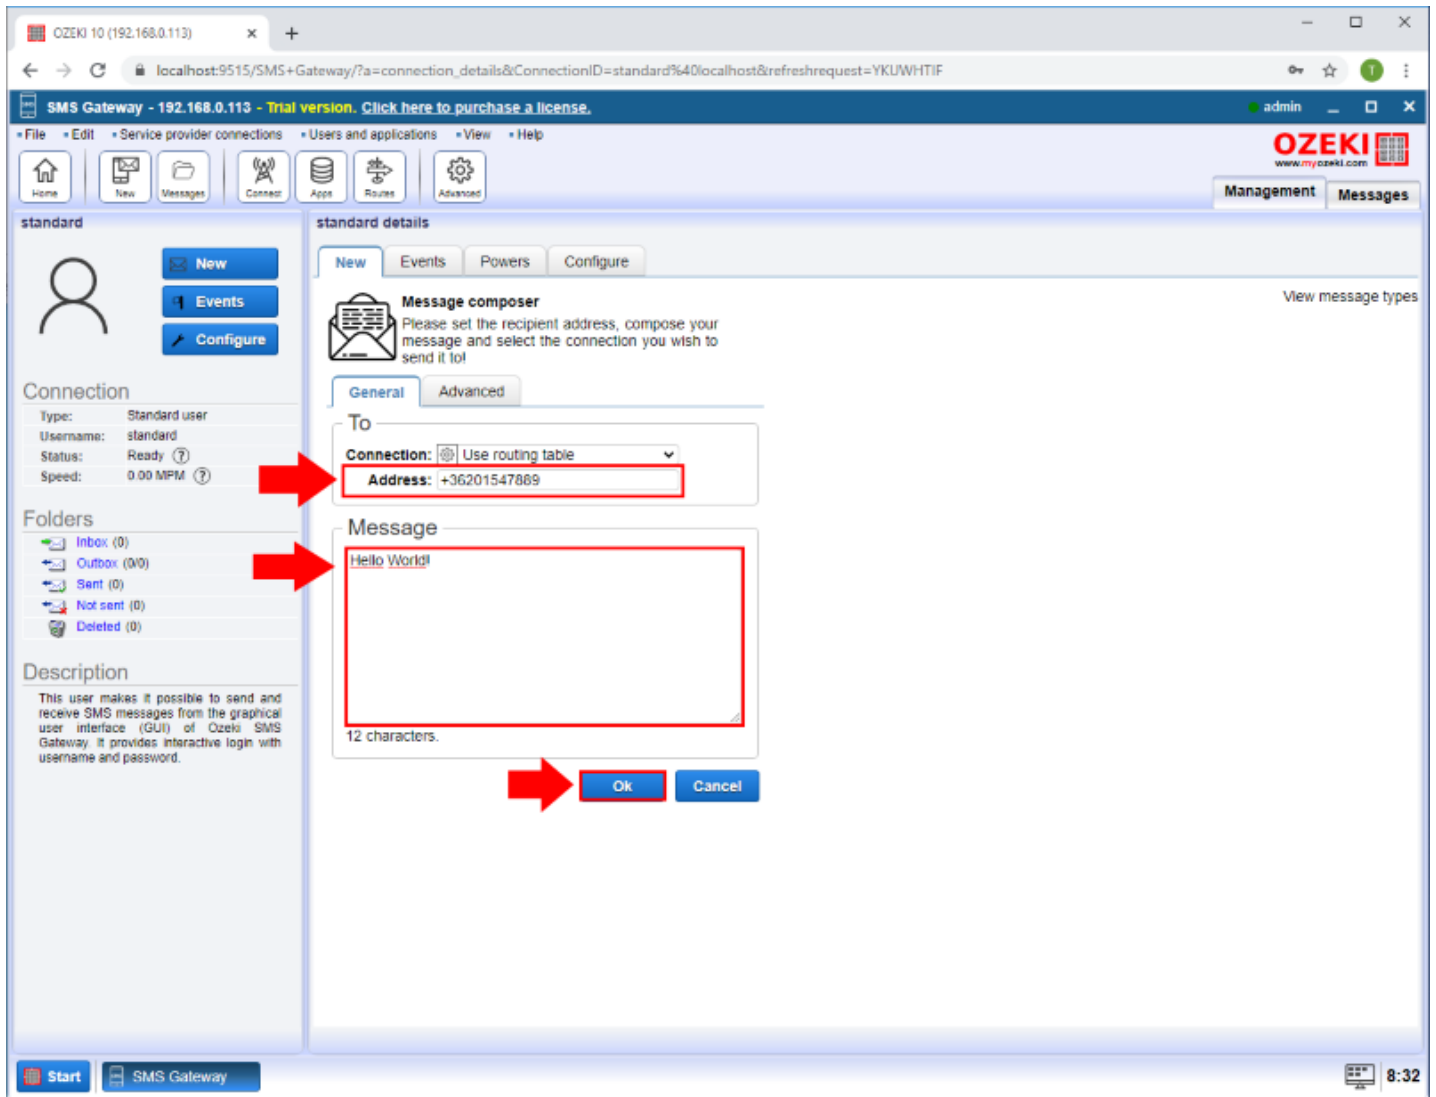 OZEKI 10 (192.168.0.113)
localhost:9515/SMS+Gateway/?a=connection_details&ConnectionID=standard%40localhost&refreshrequest=YKUWHTIF
T
SMS Gateway - 192.168.0.113 - Trial version. Click here to purchase a license.
admin
File Edit Service provider connections Users and applications View Help
OZEKI
www.myozeki.com
Home New Messages Connect Apps Routes Advanced
Management Messages
standard
New
Events
Configure
Connection
Type: Standard user
Username: standard
Status: Ready ?
Speed: 0.00 MPM ?
Folders
Inbox (0)
Outbox (0/0)
Sent (0)
Not sent (0)
Deleted (0)
Description
This user makes it possible to send and
receive SMS messages from the graphical
user interface (GUI) of Ozeki SMS
Gateway. It provides interactive login with
username and password.
standard details
New Events Powers Configure
View message types
Message composer
Please set the recipient address, compose your
message and select the connection you wish to
send it to!
General Advanced
To
Connection: Use routing table
Address: +36201547889
Message
Hello World!
12 characters.
Ok Cancel
Start SMS Gateway
8:32